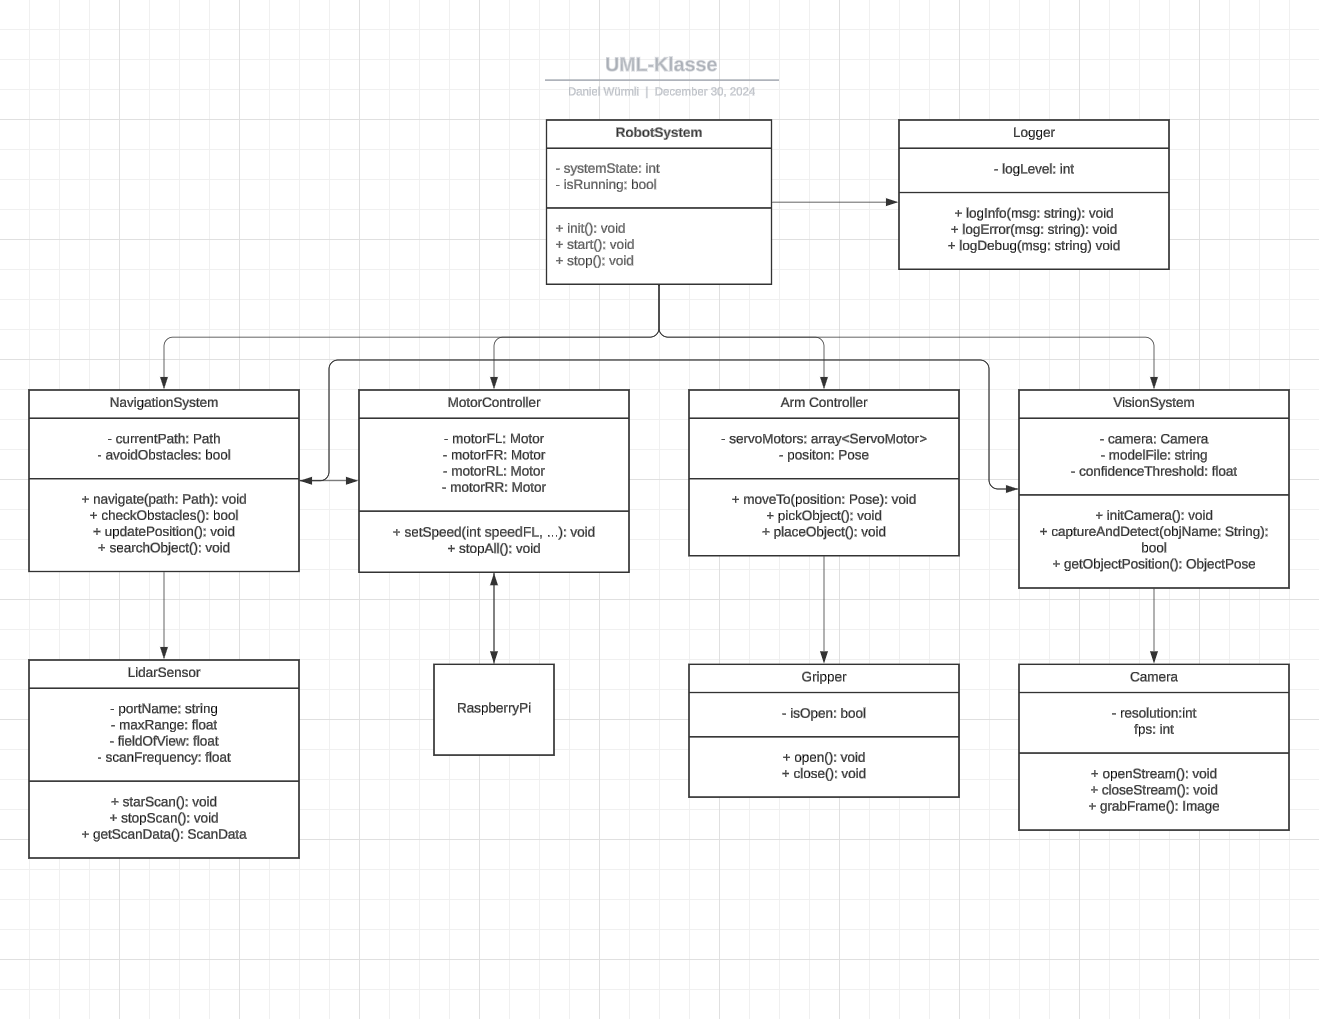 UML-Klasse
Daniel Würmli | December 30, 2024
RobotSystem
- systemState: int
- isRunning: bool
+ init(): void
+ start(): void
+ stop(): void
Logger
- logLevel: int
+ logInfo(msg: string): void
+ logError(msg: string): void
+ logDebug(msg: string) void
NavigationSystem
- currentPath: Path
- avoidObstacles: bool
+ navigate(path: Path): void
+ checkObstacles(): bool
+ updatePosition(): void
+ searchObject(): void
MotorController
- motorFL: Motor
- motorFR: Motor
- motorRL: Motor
- motorRR: Motor
+ setSpeed(int speedFL, ...): void
+ stopAll(): void
Arm Controller
- servoMotors: array<ServoMotor>
- positon: Pose
+ moveTo(position: Pose): void
+ pickObject(): void
+ placeObject(): void
VisionSystem
- camera: Camera
- modelFile: string
- confidenceThreshold: float
+ initCamera(): void
+ captureAndDetect(objName: String):
bool
+ getObjectPosition(): ObjectPose
LidarSensor
- portName: string
- maxRange: float
- fieldOfView: float
- scanFrequency: float
+ starScan(): void
+ stopScan(): void
+ getScanData(): ScanData
RaspberryPi
Gripper
- isOpen: bool
+ open(): void
+ close(): void
Camera
- resolution:int
fps: int
+ openStream(): void
+ closeStream(): void
+ grabFrame(): Image